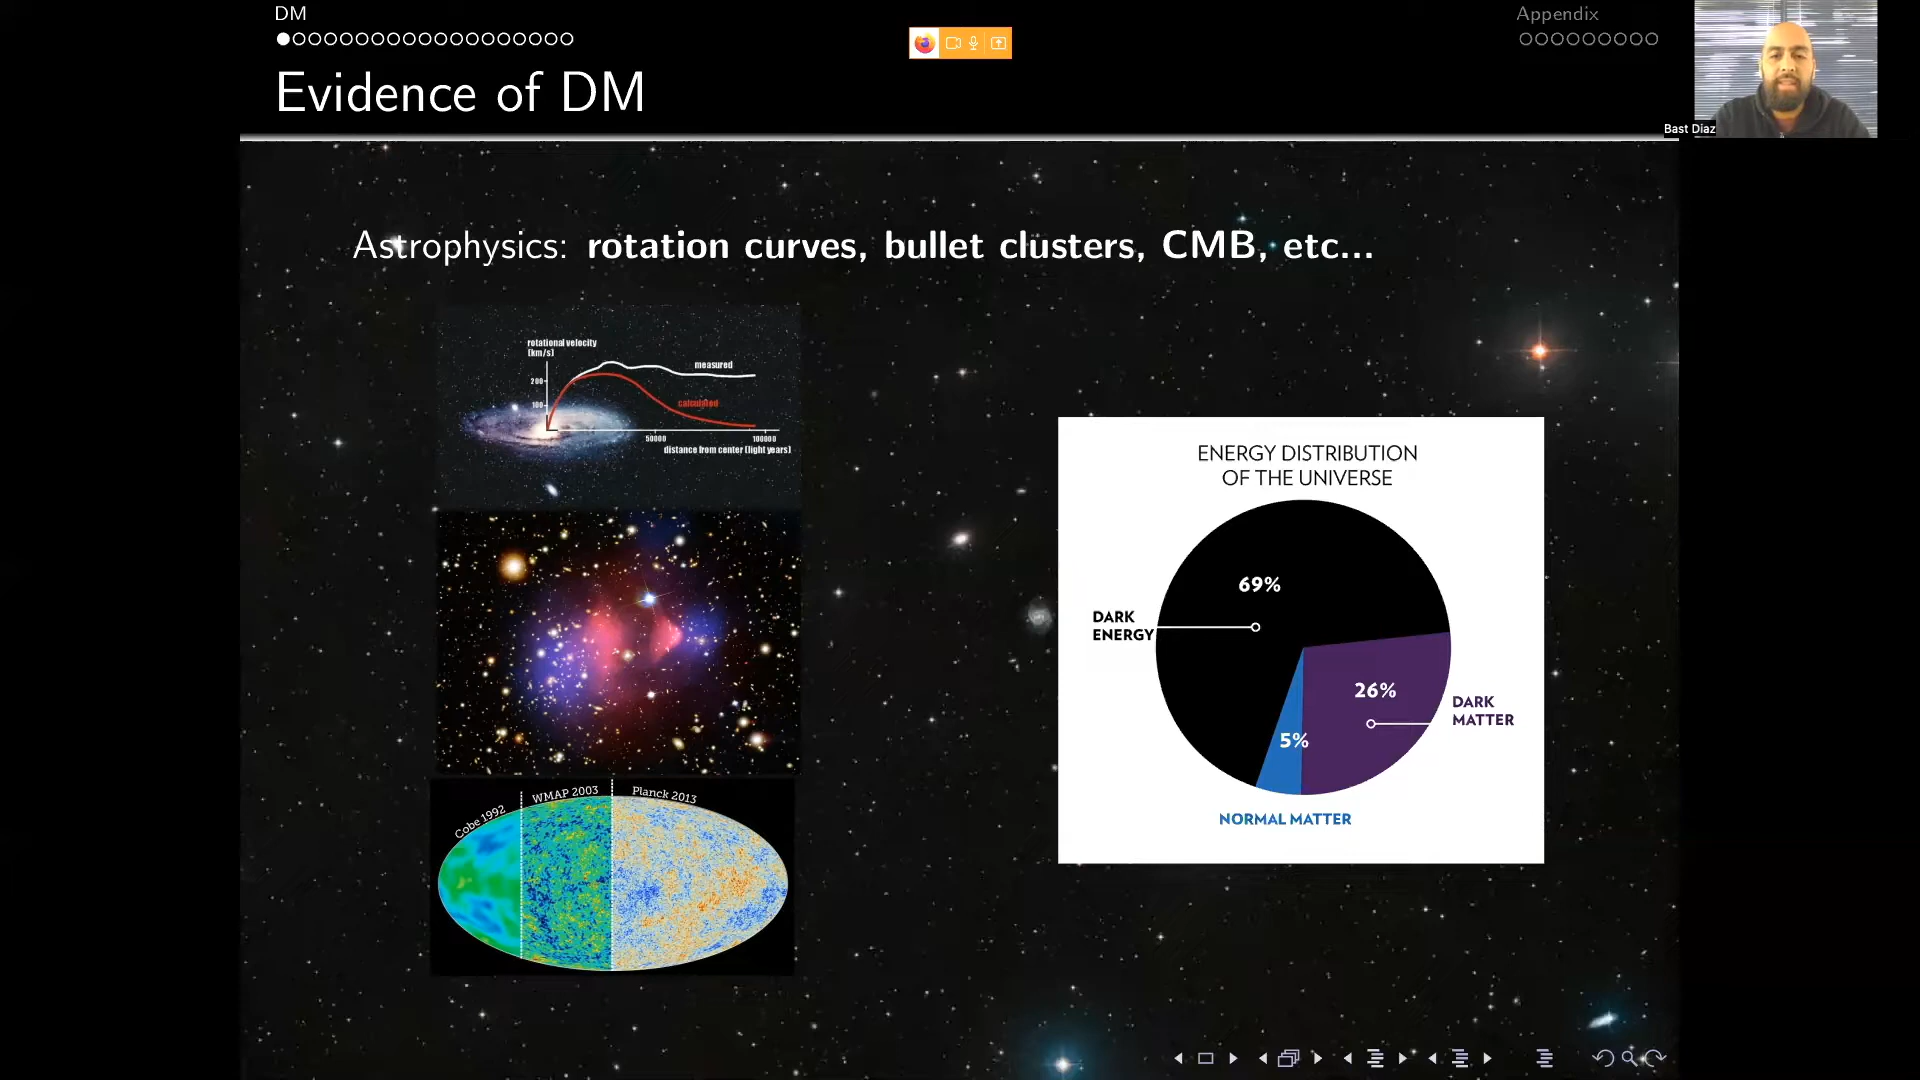 DM
Appendix
Evidence of DM
Bast Diaz
Astrophysics: rotation curves, bullet clusters, CMB, etc...
rotational velocity
(km/s)
measured
200
calculated
100
50000
100000
distance from center (light years)
Cobe 1992
WMAP 2003
Planck 2013
ENERGY DISTRIBUTION
OF THE UNIVERSE
69%
DARK
ENERGY
26%
DARK
MATTER
5%
NORMAL MATTER